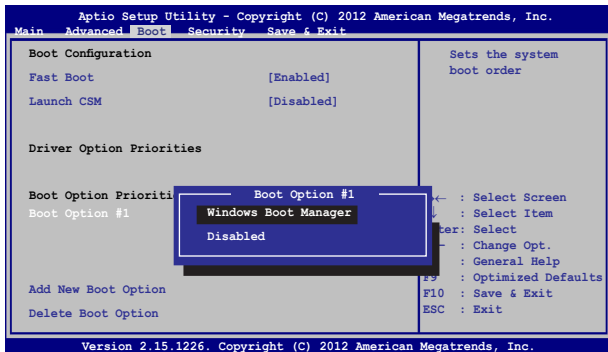 Aptio Setup Utility - Copyright (C) 2012 American Megatrends, Inc.
Main Advanced Boot Security Save & Exit
Boot Configuration
Fast Boot [Enabled]
Launch CSM [Disabled]
Driver Option Priorities
Boot Option Prioriti
Boot Option #1
Boot Option #1
Windows Boot Manager
Disabled
Add New Boot Option
Delete Boot Option
Sets the system
boot order
→← : Select Screen
↓ : Select Item
ter: Select
— : Change Opt.
: General Help
F9 : Optimized Defaults
F10 : Save & Exit
ESC : Exit
Version 2.15.1226. Copyright (C) 2012 American Megatrends, Inc.